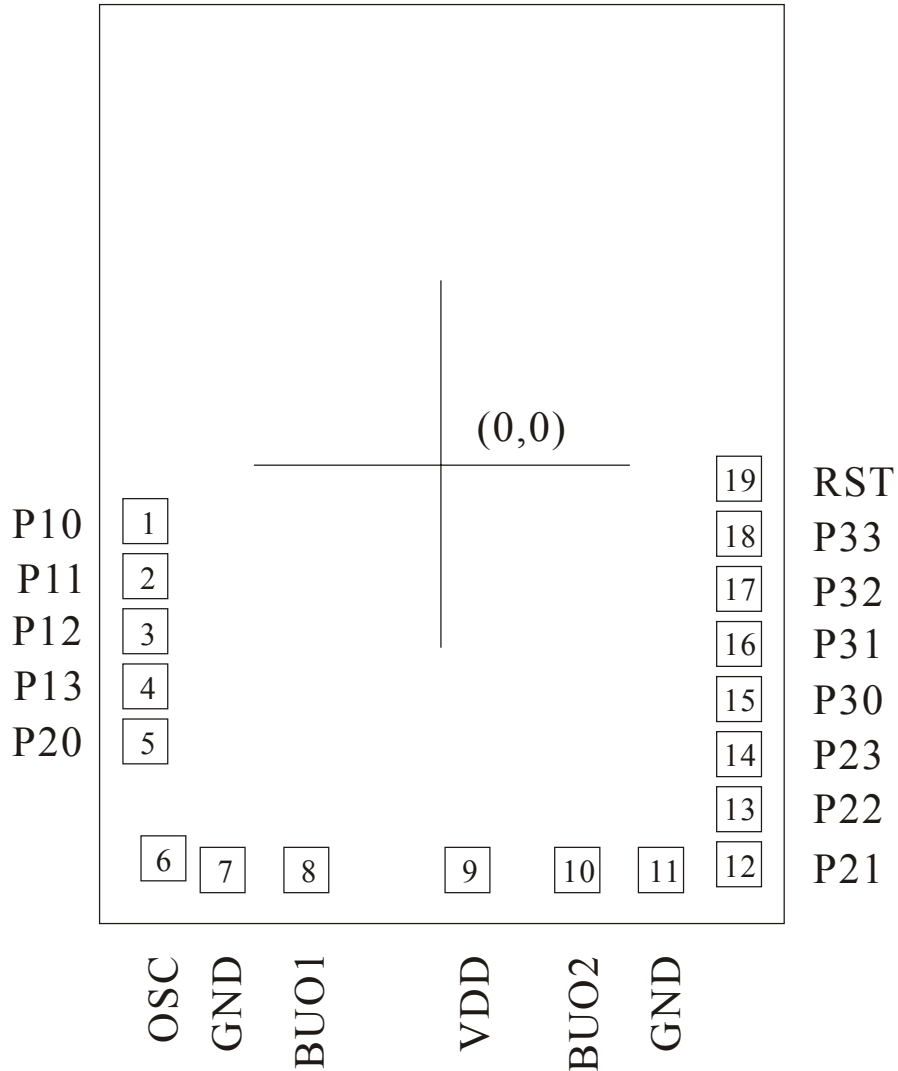 (0,0)
19 RST
P10 1
18 P33
P11 2
17 P32
P12 3
16 P31
P13 4
15 P30
P20 5
14 P23
13 P22
6 7 8 9 10 11 12 P21
OSC GND BUO1 VDD BUO2 GND